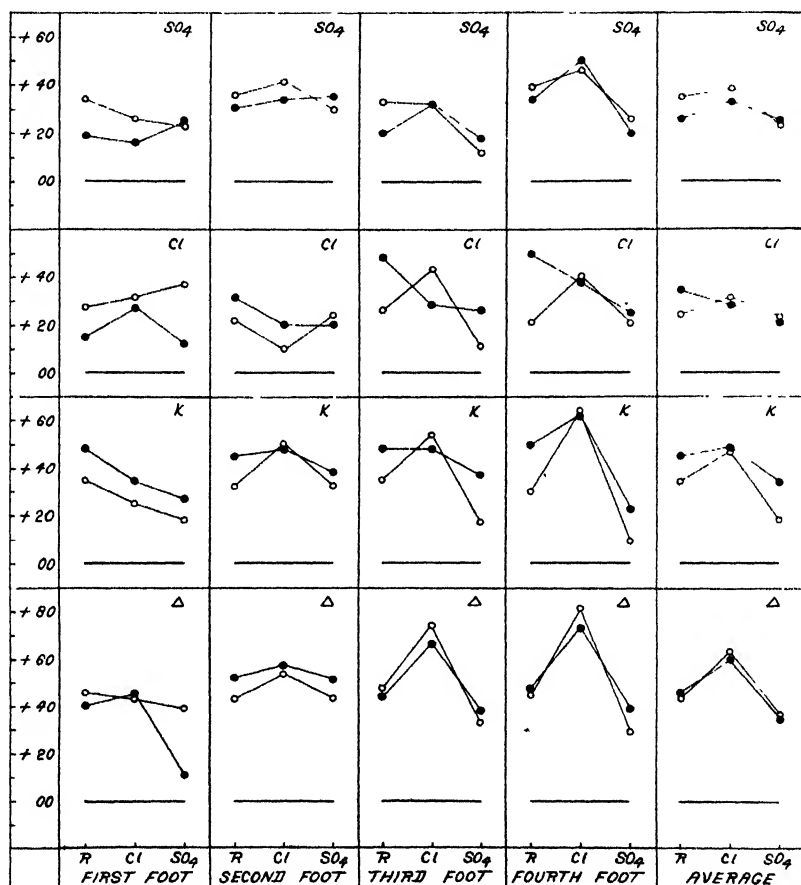 + 60 SO4 SO4 SO4 SO4 SO4
+ 40
+ 20
00
Cl Cl Cl Cl Cl
+ 40
+ 20
00
+ 60 K K K K K
+ 40
+ 20
00
+ 80 Δ Δ Δ Δ Δ
+ 60
+ 40
+ 20
00
R Cl SO4 R Cl SO4 R Cl SO4 R Cl SO4 R Cl SO4
FIRST FOOT SECOND FOOT THIRD FOOT FOURTH FOOT AVERAGE